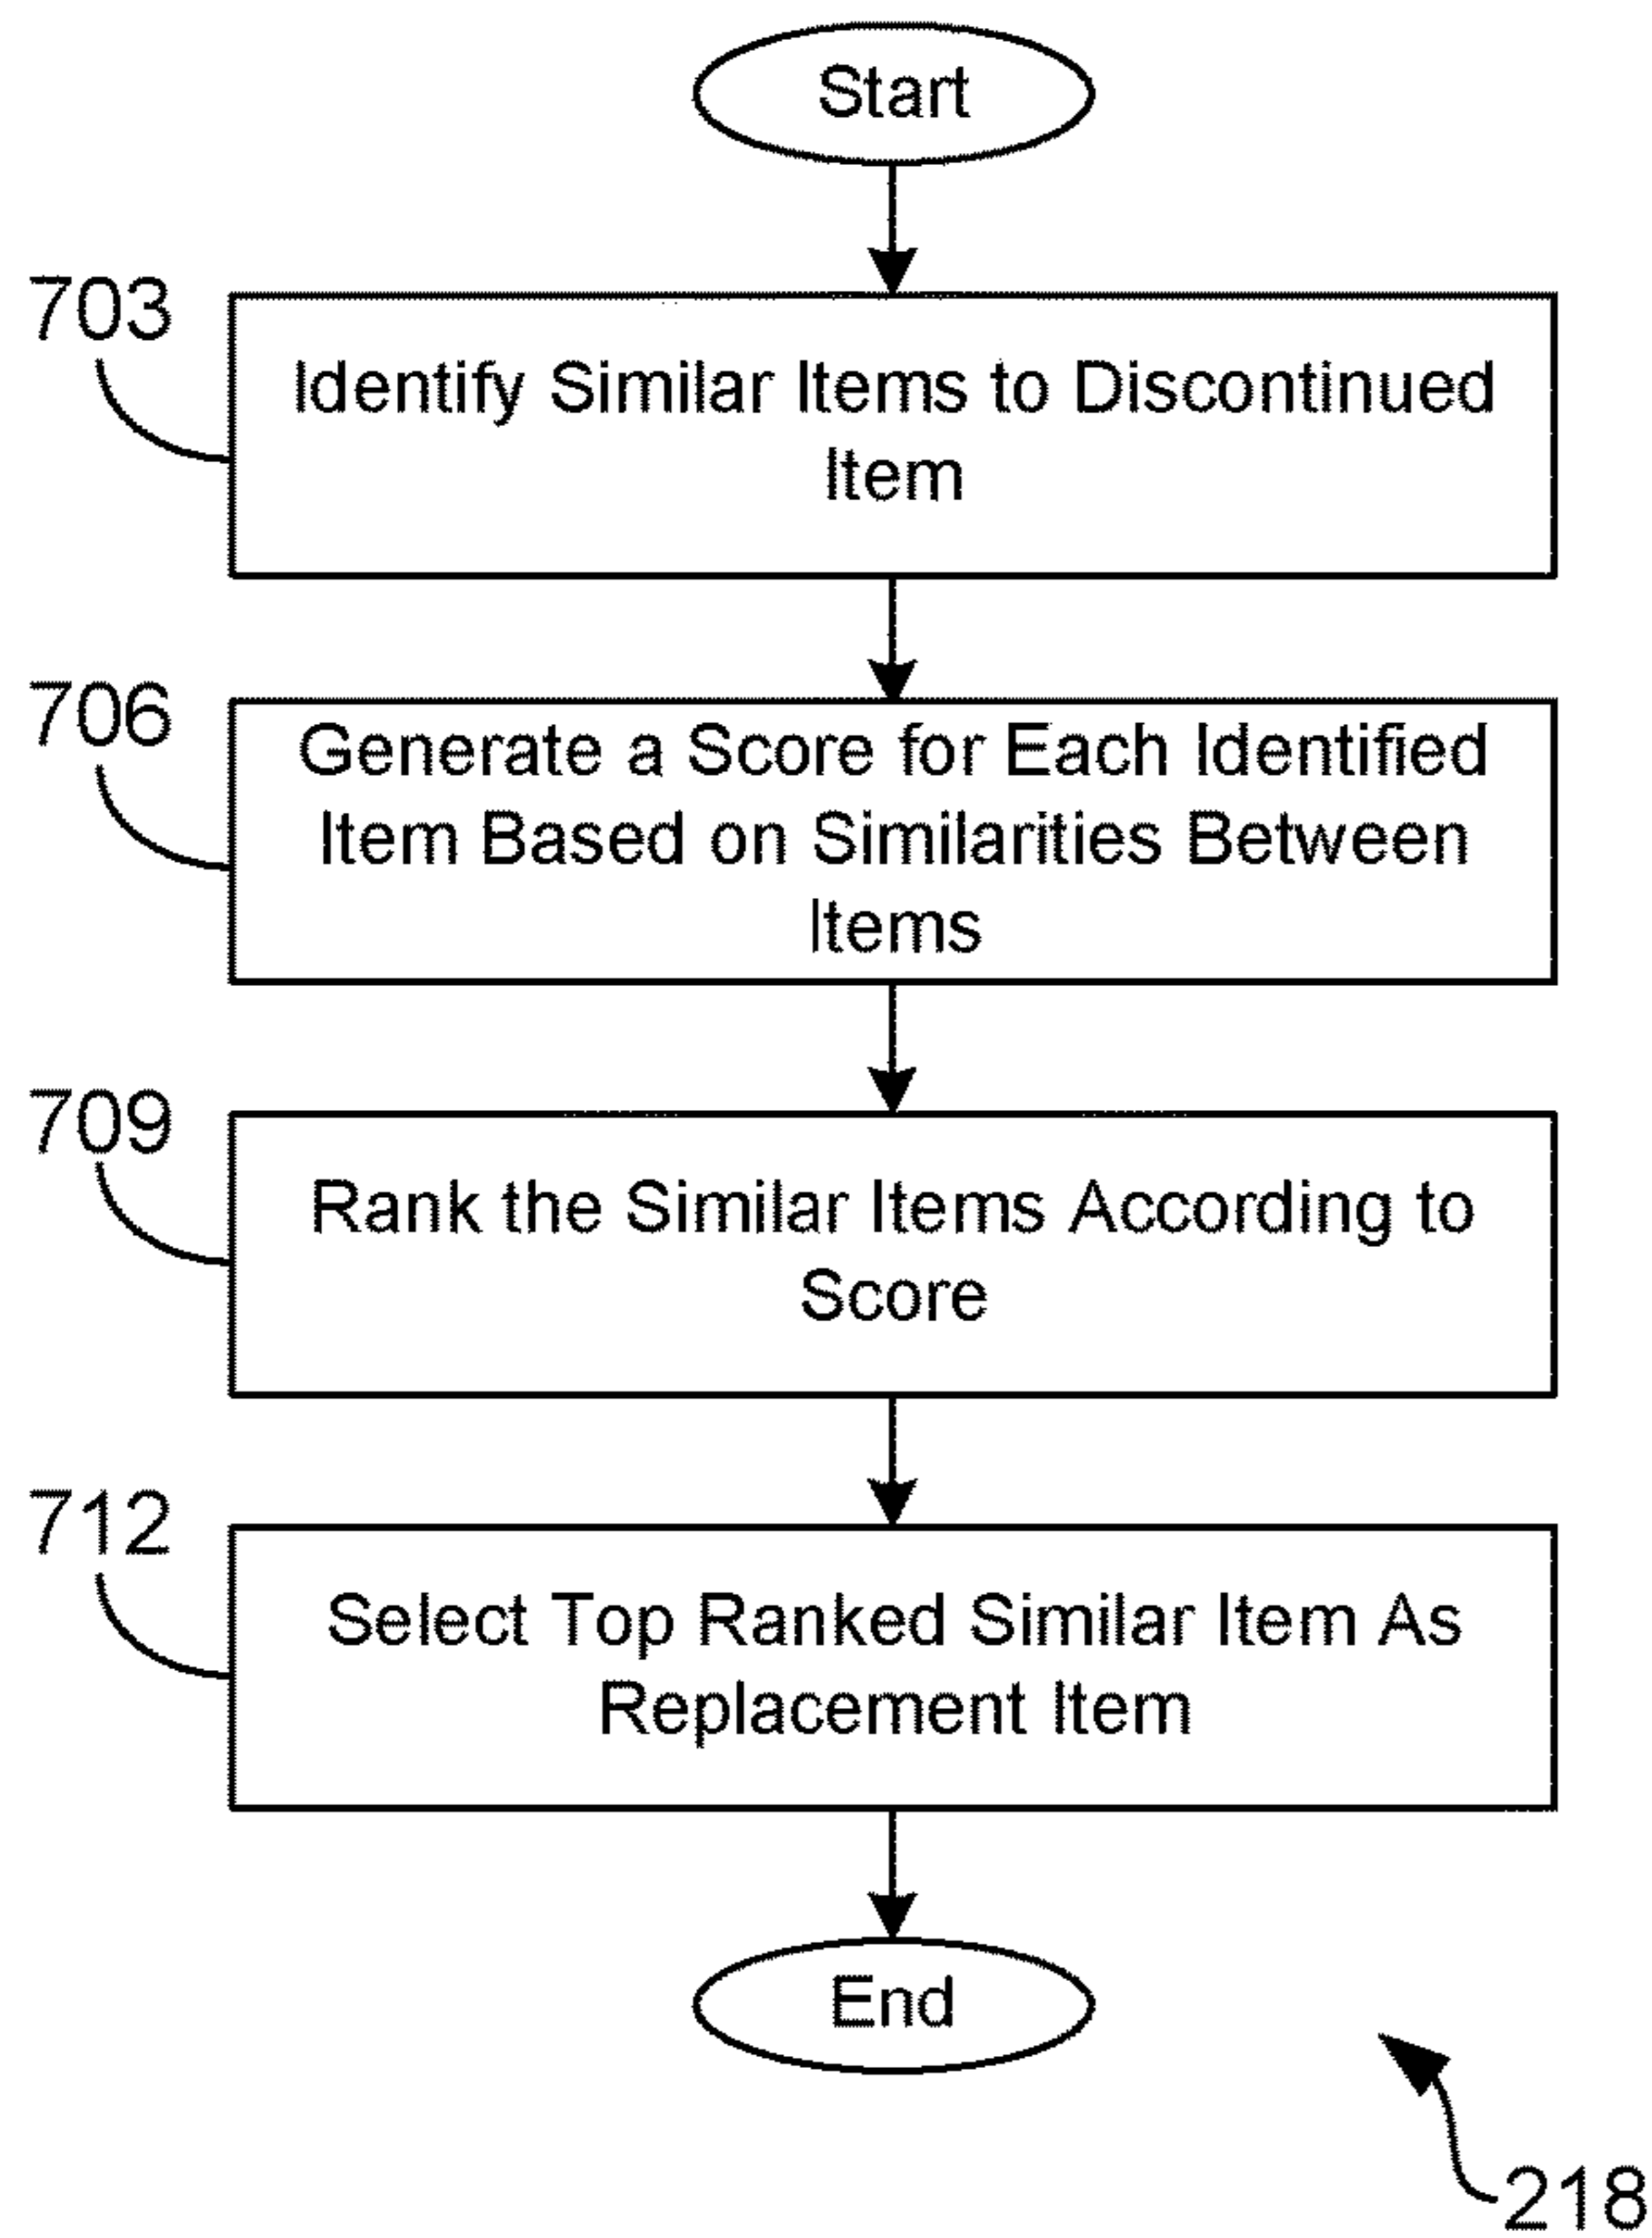 Start
703
Identify Similar Items to Discontinued
Item
706
Generate a Score for Each Identified
Item Based on Similarities Between
Items
709
Rank the Similar Items According to
Score
712
Select Top Ranked Similar Item As
Replacement Item
End
218